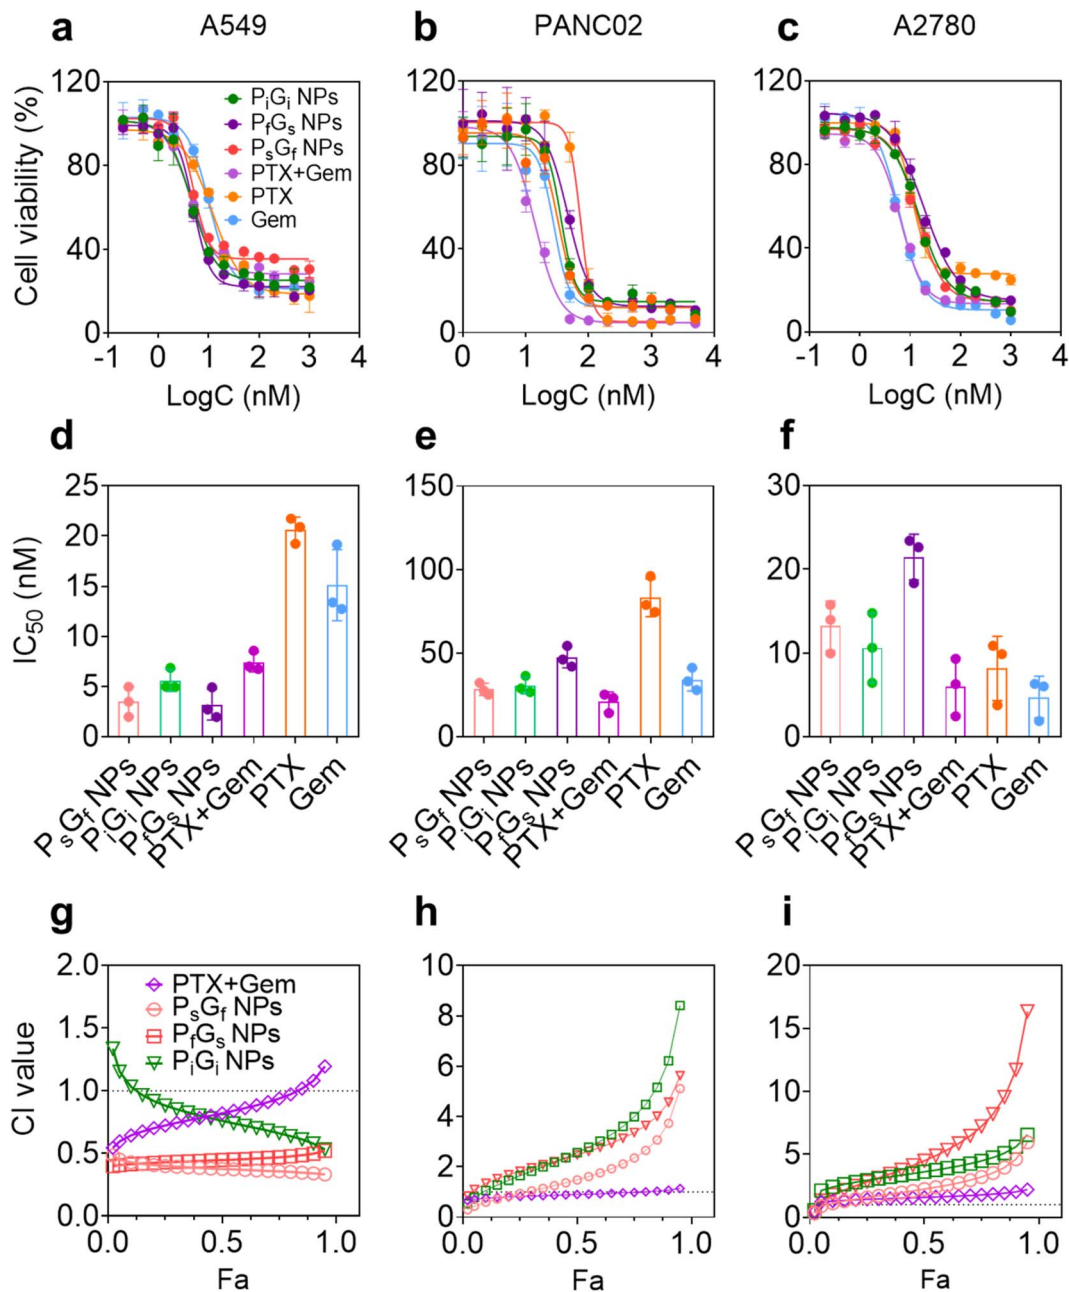 a A549 b PANC02 c A2780
Cell viability (%)
120
80
40
0
-1 0 1 2 3 4
LogC (nM)
PiGi NPs
PfGs NPs
PsGf NPs
PTX+Gem
PTX
Gem
120
80
40
0
0 1 2 3 4
LogC (nM)
120
80
40
0
-1 0 1 2 3 4
LogC (nM)
d e f
IC50 (nM)
25
20
15
10
5
0
PsGf NPs
PiGi NPs
PfGs NPs
PTX+Gem
PTX
Gem
150
100
50
0
PsGf NPs
PiGi NPs
PfGs NPs
PTX+Gem
PTX
Gem
30
20
10
0
PsGf NPs
PiGi NPs
PfGs NPs
PTX+Gem
PTX
Gem
g h i
CI value
2.0
1.5
1.0
0.5
0.0
0.0 0.5 1.0
Fa
PTX+Gem
PsGf NPs
PfGs NPs
PiGi NPs
10
8
6
4
2
0
0.0 0.5 1.0
Fa
20
15
10
5
0
0.0 0.5 1.0
Fa